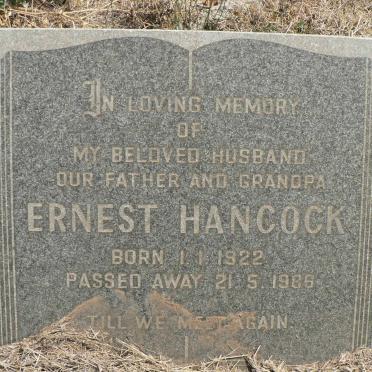 In LOVING MEMORY
OF
MY BELOVED HUSBAND
OUR FATHER AND GRANDPA
ERNEST HANCOCK
BORN 1·1·1922
PASSED AWAY 21·5·1986
TILL WE MEET AGAIN